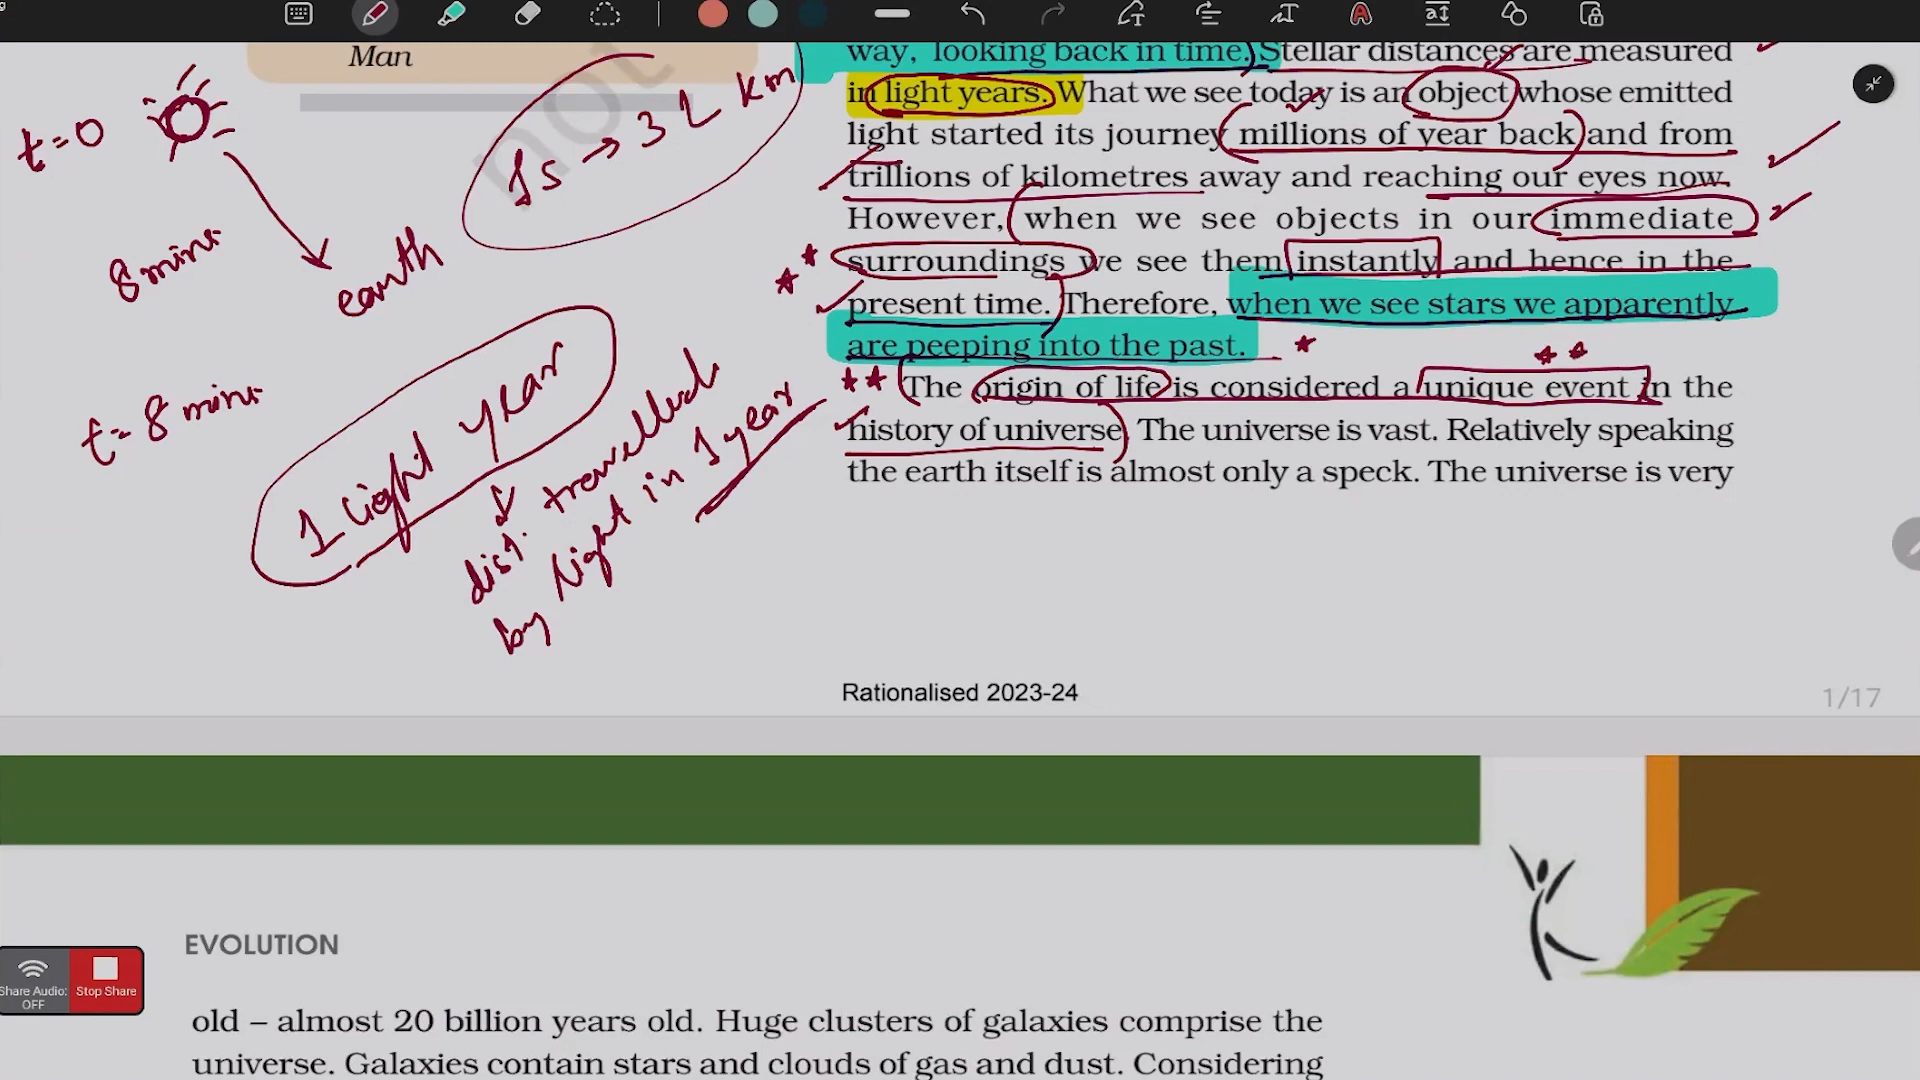 Man
not
t=0
1s → 3 L km
8 mins
earth
t= 8 mins
1 light year
dist. travelled
by light in 1 year
way, looking back in time. Stellar distances are measured
in light years. What we see today is an object whose emitted
light started its journey millions of year back and from
trillions of kilometres away and reaching our eyes now.
However, when we see objects in our immediate
surroundings we see them instantly and hence in the
present time. Therefore, when we see stars we apparently
are peeping into the past.
The origin of life is considered a unique event in the
history of universe. The universe is vast. Relatively speaking
the earth itself is almost only a speck. The universe is very
Rationalised 2023-24
1/17
EVOLUTION
Share Audio:
OFF
Stop Share
old – almost 20 billion years old. Huge clusters of galaxies comprise the
universe. Galaxies contain stars and clouds of gas and dust. Considering